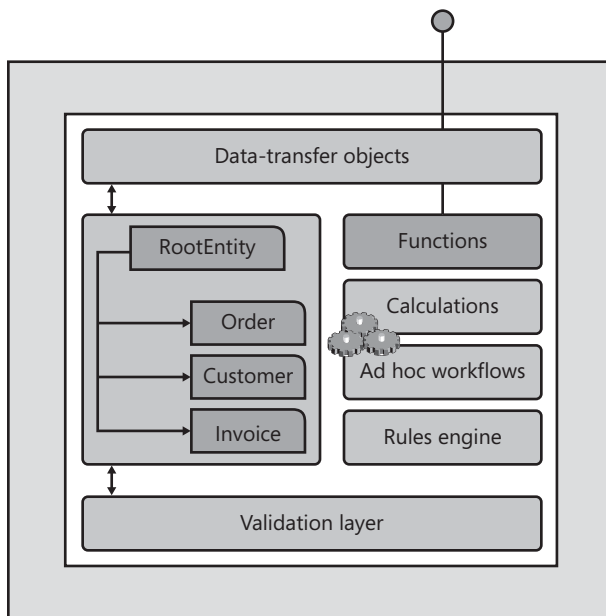 Data-transfer objects
RootEntity
Order
Customer
Invoice
Functions
Calculations
Ad hoc workflows
Rules engine
Validation layer